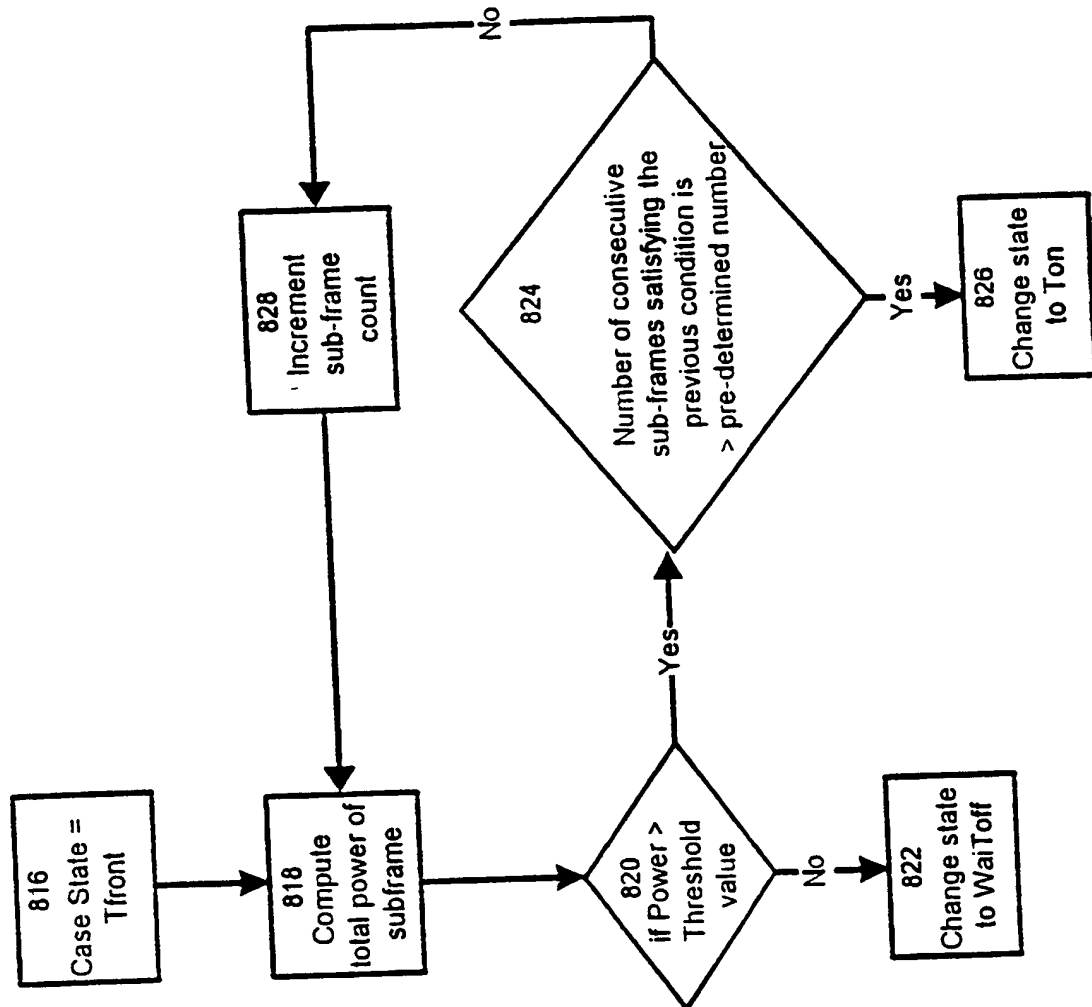 816
Case State =
Tfront
818
Compute
total power of
subframe
820
if Power >
Threshold
value
No
822
Change state
to WaiToff
Yes
824
Number of consecutive
sub-frames satisfying the
previous condition is
> pre-determined number
Yes
826
Change state
to Ton
No
828
Increment
sub-frame
count